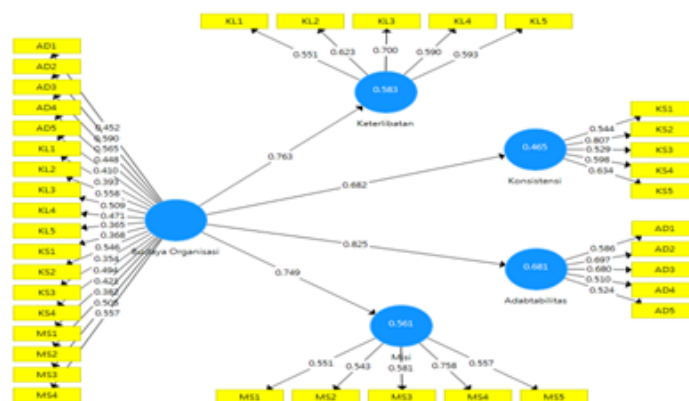 KL1 KL2 KL3 KL4 KL5
0.551 0.623 0.700 0.590 0.593
0.583
Keterlibatan
AD1
AD2
AD3
AD4
AD5
KL1
KL2
KL3
KL4
KL5
KS1
KS2
KS3
KS4
MS1
MS2
MS3
MS4
0.452
0.590
0.565
0.448
0.410
0.393
0.558
0.509
0.471
0.365
0.368
0.546
0.354
0.494
0.421
0.382
0.505
0.557
Budaya Organisasi
0.763
0.682
0.825
0.749
0.465
Konsistensi
0.544
0.807
0.529
0.598
0.634
KS1
KS2
KS3
KS4
KS5
0.681
Adabtabilitas
0.586
0.697
0.680
0.510
0.524
AD1
AD2
AD3
AD4
AD5
0.561
Misi
0.551 0.543 0.581 0.758 0.557
MS1 MS2 MS3 MS4 MS5